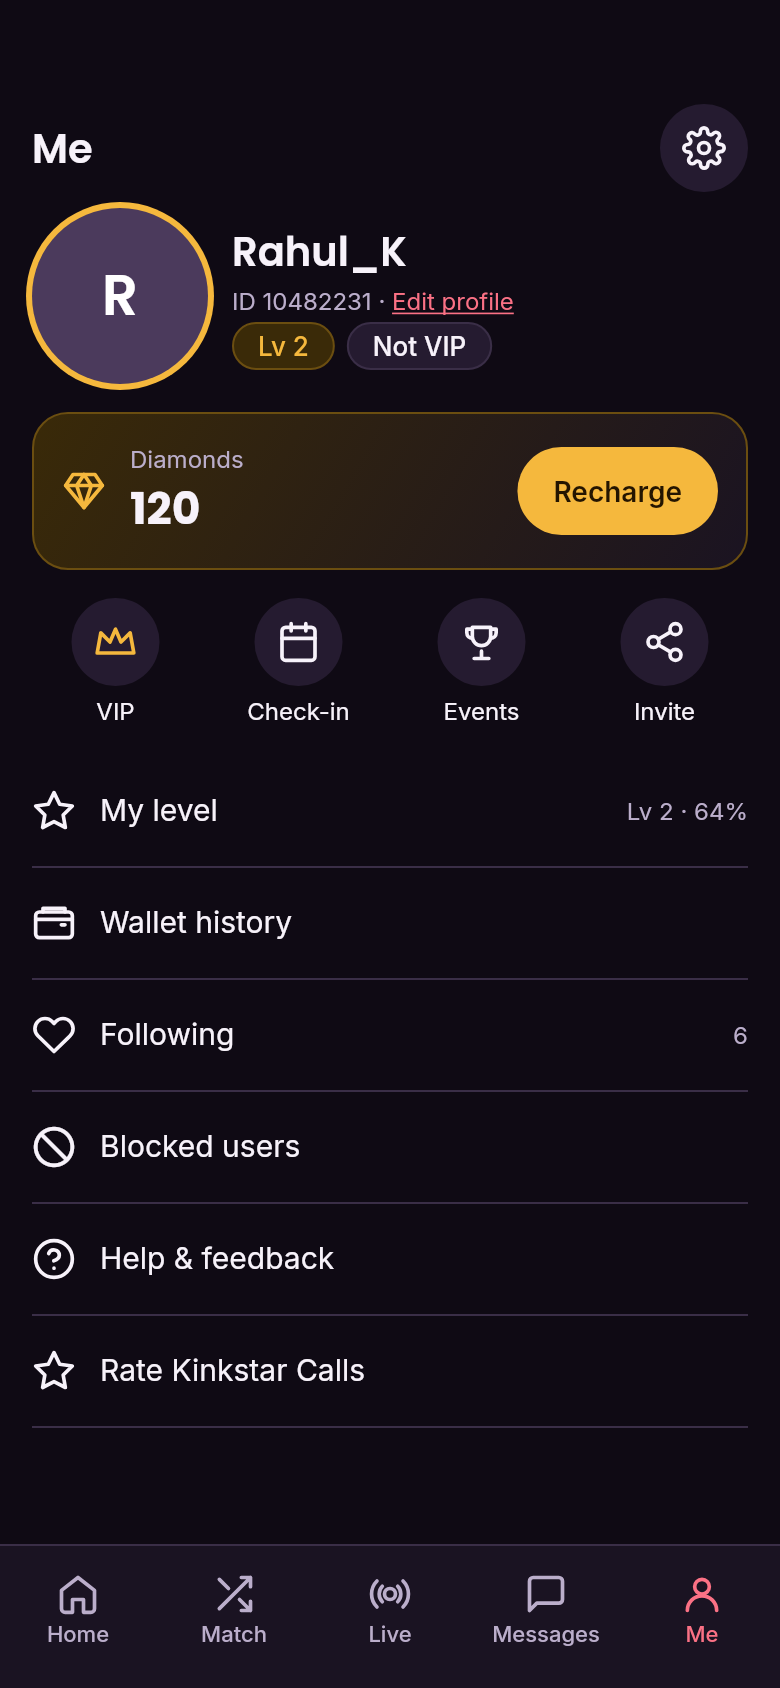 Me
R
Rahul_K
ID 10482231 · Edit profile
Lv 2 Not VIP
Diamonds
120
Recharge
VIP Check-in Events Invite
My level Lv 2 · 64%
Wallet history
Following 6
Blocked users
Help & feedback
Rate Kinkstar Calls
Home Match Live Messages Me